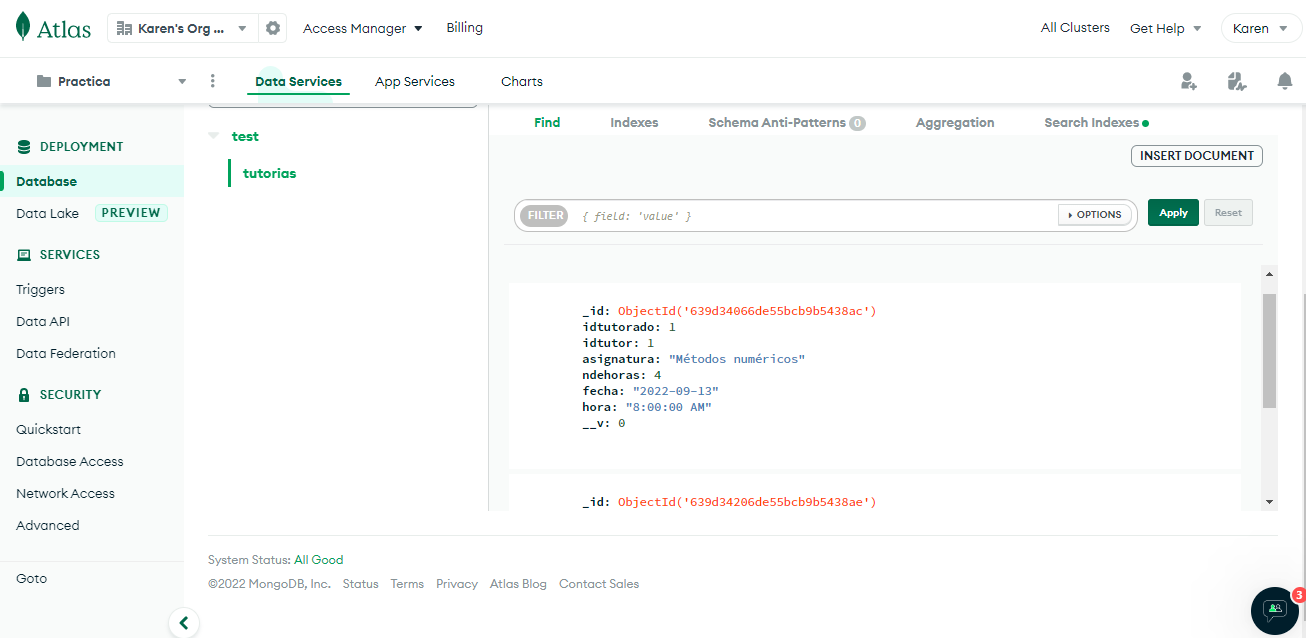 Atlas Karen's Org ... Access Manager Billing All Clusters Get Help Karen
Practica Data Services App Services Charts
DEPLOYMENT
Database
Data Lake PREVIEW
SERVICES
Triggers
Data API
Data Federation
SECURITY
Quickstart
Database Access
Network Access
Advanced
Goto
test
tutorias
Find Indexes Schema Anti-Patterns 0 Aggregation Search Indexes
INSERT DOCUMENT
FILTER { field: 'value' } OPTIONS Apply Reset
_id: ObjectId('639d34066de55bcb9b5438ac')
idtutorado: 1
idtutor: 1
asignatura: "Métodos numéricos"
ndehoras: 4
fecha: "2022-09-13"
hora: "8:00:00 AM"
__v: 0
_id: ObjectId('639d34206de55bcb9b5438ae')
System Status: All Good
©2022 MongoDB, Inc. Status Terms Privacy Atlas Blog Contact Sales
3